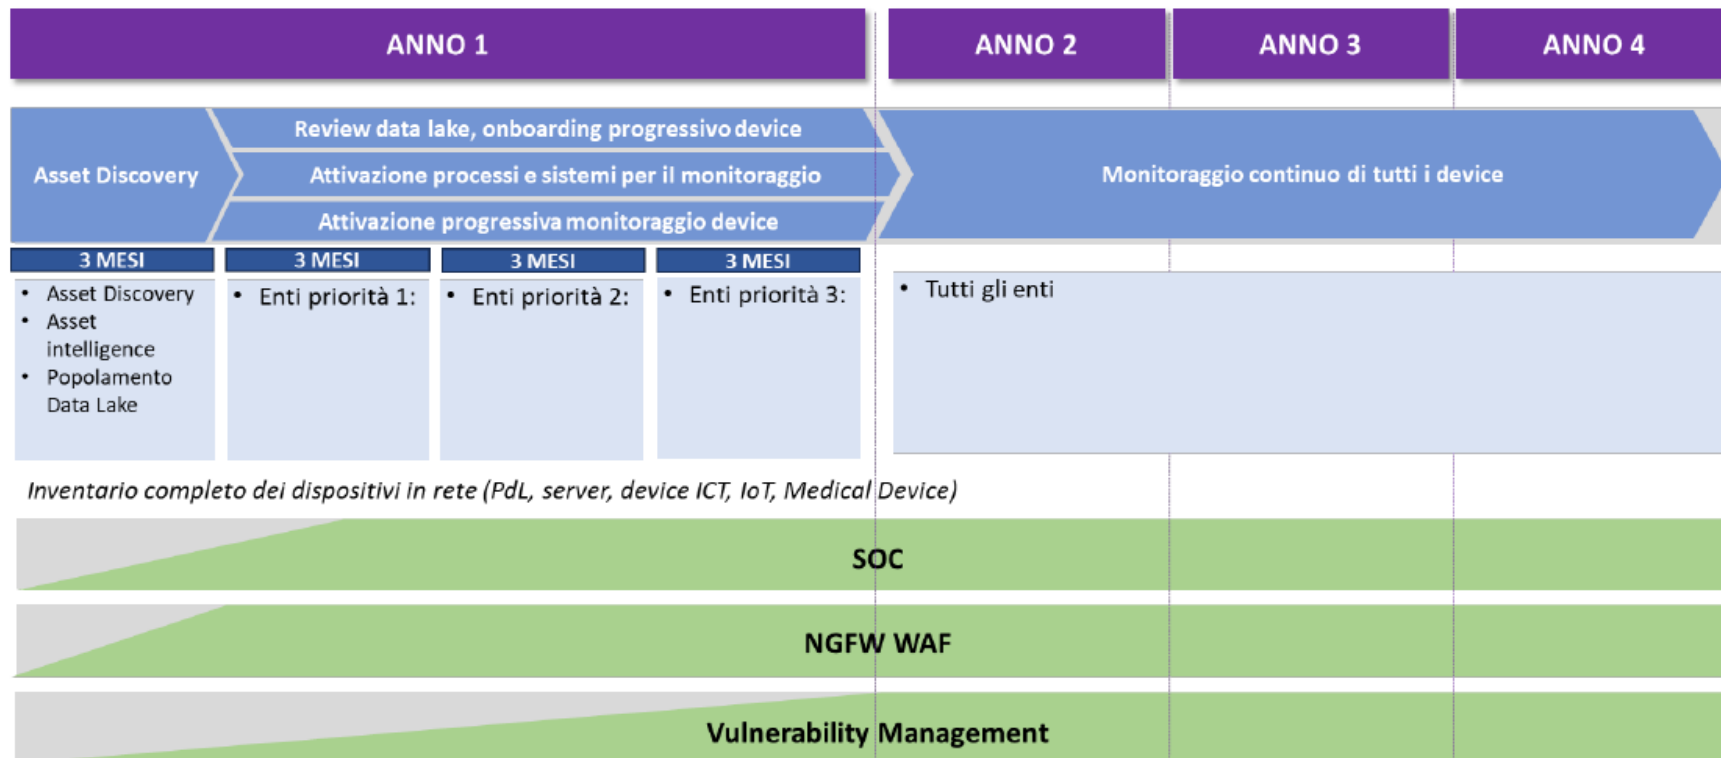 ANNO 1
ANNO 2
ANNO 3
ANNO 4
Asset Discovery
Review data lake, onboarding progressivo device
Attivazione processi e sistemi per il monitoraggio
Attivazione progressiva monitoraggio device
Monitoraggio continuo di tutti i device
3 MESI
3 MESI
3 MESI
3 MESI
• Asset Discovery
• Asset
intelligence
• Popolamento
Data Lake
• Enti priorità 1:
• Enti priorità 2:
• Enti priorità 3:
• Tutti gli enti
Inventario completo dei dispositivi in rete (PdL, server, device ICT, IoT, Medical Device)
SOC
NGFW WAF
Vulnerability Management